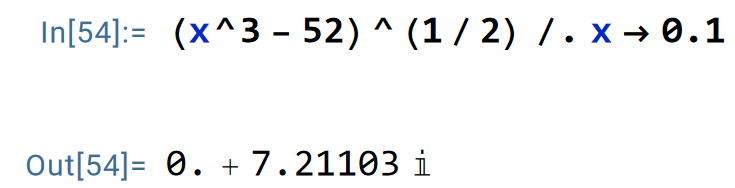 In[54]:= (x^3 - 52)^(1/2) /. x → 0.1
Out[54]= 0. + 7.21103 ⅈ